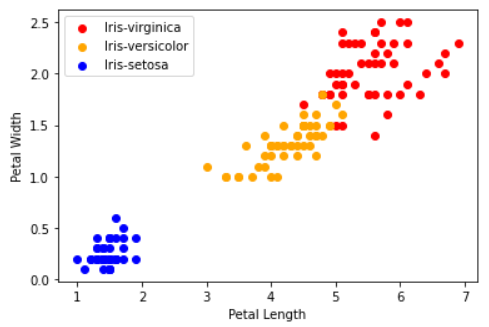 Iris-virginica
Iris-versicolor
Iris-setosa
2.5
2.0
1.5
1.0
0.5
0.0
Petal Width
1 2 3 4 5 6 7
Petal Length